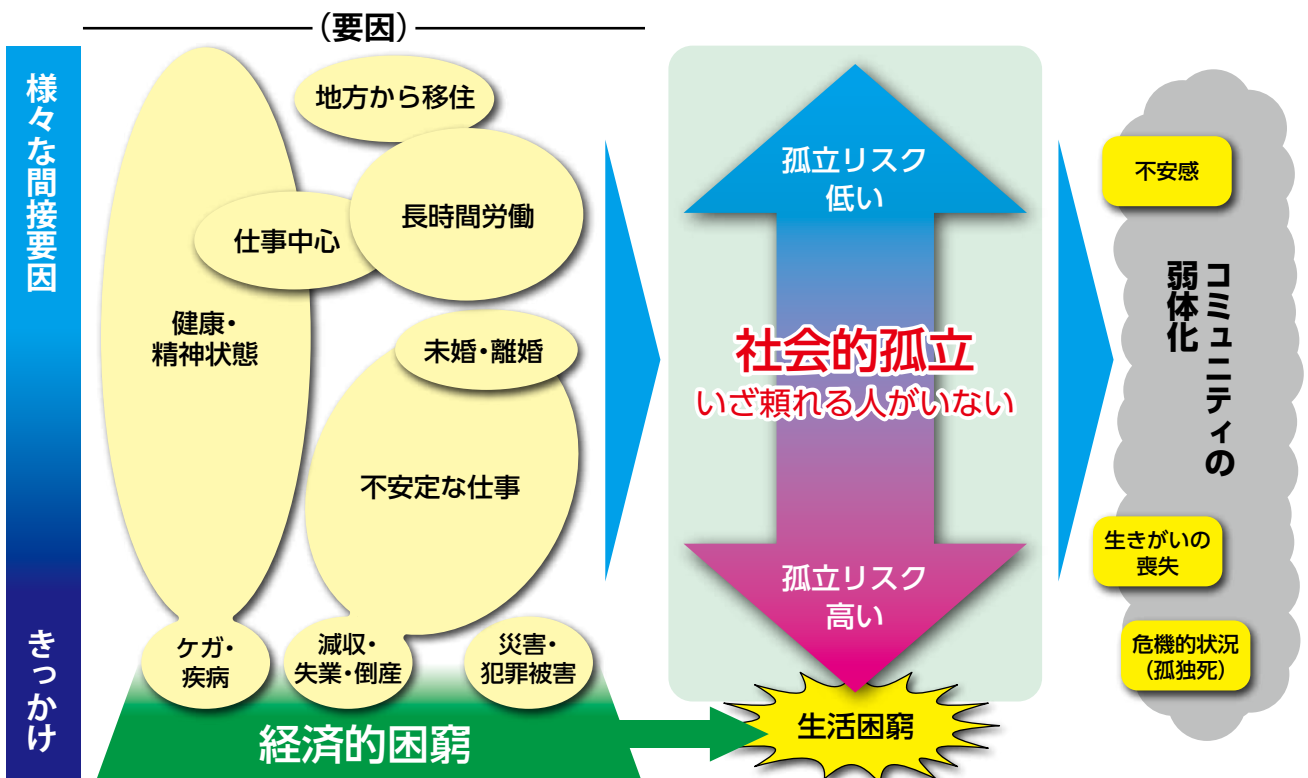 （要因）
様々な間接要因
きっかけ
地方から移住
長時間労働
仕事中心
健康・
精神状態
未婚・離婚
不安定な仕事
ケガ・
疾病
減収・
失業・倒産
災害・
犯罪被害
経済的困窮
孤立リスク
低い
社会的孤立
いざ頼れる人がいない
孤立リスク
高い
生活困窮
不安感
コミュニティの
弱体化
生きがいの
喪失
危機的状況
（孤独死）